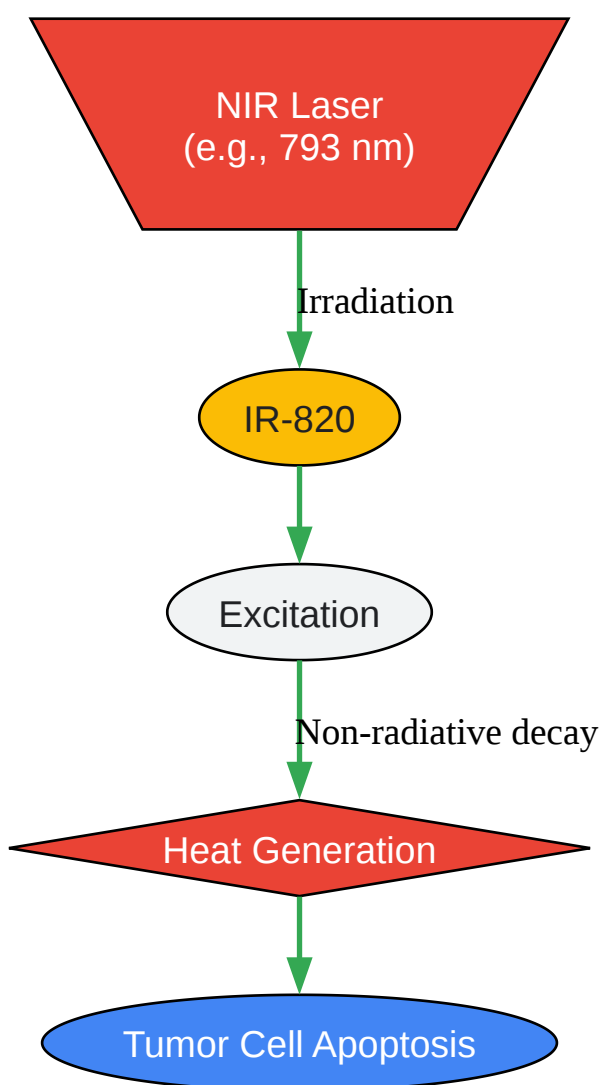 NIR Laser
(e.g., 793 nm)
Irradiation
IR-820
Excitation
Non-radiative decay
Heat Generation
Tumor Cell Apoptosis